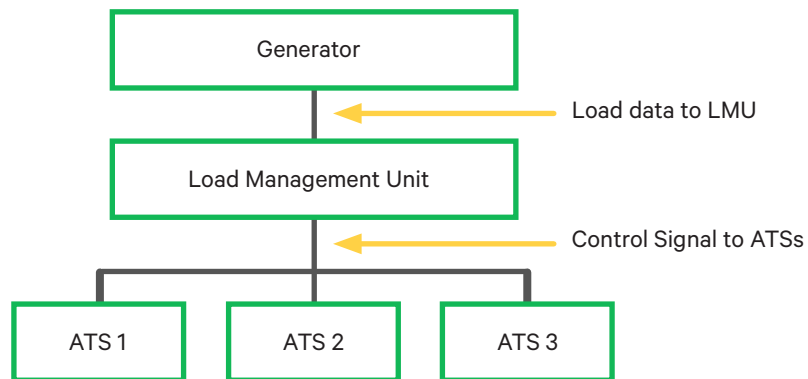 Generator
Load data to LMU
Load Management Unit
Control Signal to ATSs
ATS 1
ATS 2
ATS 3